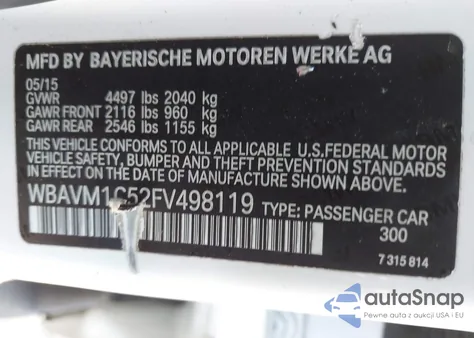 MFD BY BAYERISCHE MOTOREN WERKE AG
05/15
GVWR 4497 lbs 2040 kg
GAWR FRONT 2116 lbs 960 kg
GAWR REAR 2546 lbs 1155 kg
THIS VEHICLE CONFORMS TO ALL APPLICABLE U.S.FEDERAL MOTOR
VEHICLE SAFETY, BUMPER AND THEFT PREVENTION STANDARDS
IN EFFECT ON THE DATE OF MANUFACTURE SHOWN ABOVE.
WBAVM1C52FV498119 TYPE: PASSENGER CAR
300
7 315 814
autoSnap
Pewne auta z aukcji USA i EU